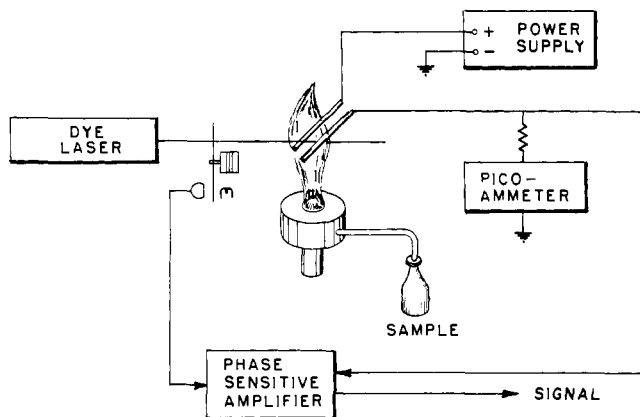 POWER
SUPPLY
+
−
DYE
LASER
PICO-
AMMETER
SAMPLE
PHASE
SENSITIVE
AMPLIFIER
SIGNAL